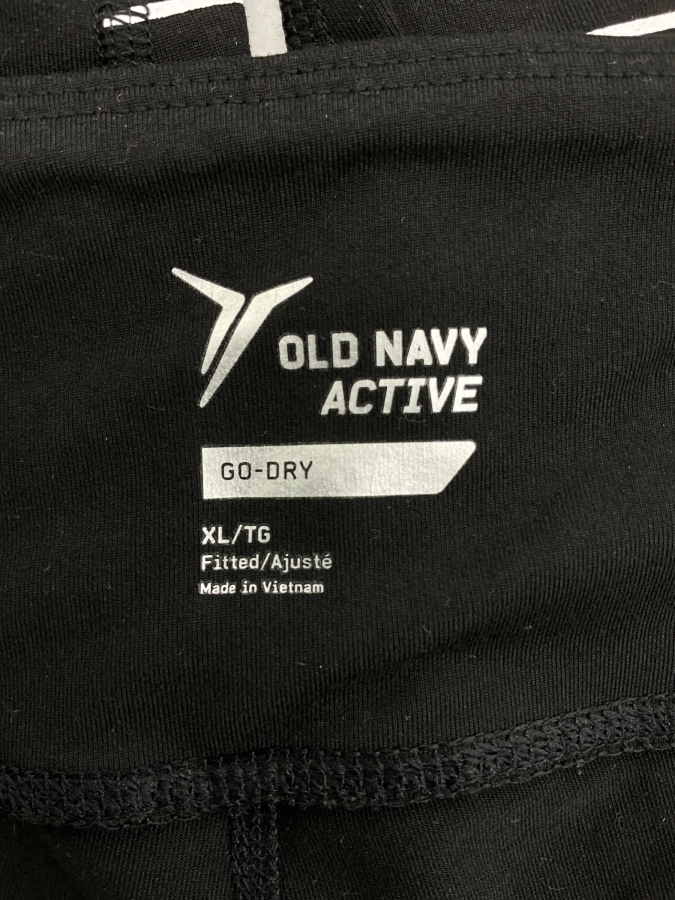 OLD NAVY
ACTIVE
GO-DRY
XL/TG
Fitted/Ajusté
Made in Vietnam